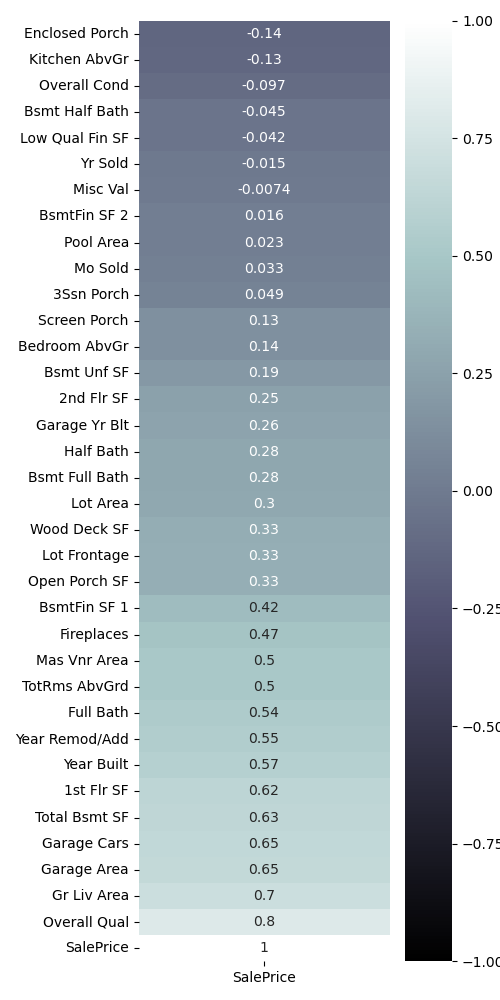 Enclosed Porch -0.14
Kitchen AbvGr -0.13
Overall Cond -0.097
Bsmt Half Bath -0.045
Low Qual Fin SF -0.042
Yr Sold -0.015
Misc Val -0.0074
BsmtFin SF 2 0.016
Pool Area 0.023
Mo Sold 0.033
3Ssn Porch 0.049
Screen Porch 0.13
Bedroom AbvGr 0.14
Bsmt Unf SF 0.19
2nd Flr SF 0.25
Garage Yr Blt 0.26
Half Bath 0.28
Bsmt Full Bath 0.28
Lot Area 0.3
Wood Deck SF 0.33
Lot Frontage 0.33
Open Porch SF 0.33
BsmtFin SF 1 0.42
Fireplaces 0.47
Mas Vnr Area 0.5
TotRms AbvGrd 0.5
Full Bath 0.54
Year Remod/Add 0.55
Year Built 0.57
1st Flr SF 0.62
Total Bsmt SF 0.63
Garage Cars 0.65
Garage Area 0.65
Gr Liv Area 0.7
Overall Qual 0.8
SalePrice 1
SalePrice
1.00
0.75
0.50
0.25
0.00
−0.25
−0.50
−0.75
−1.00